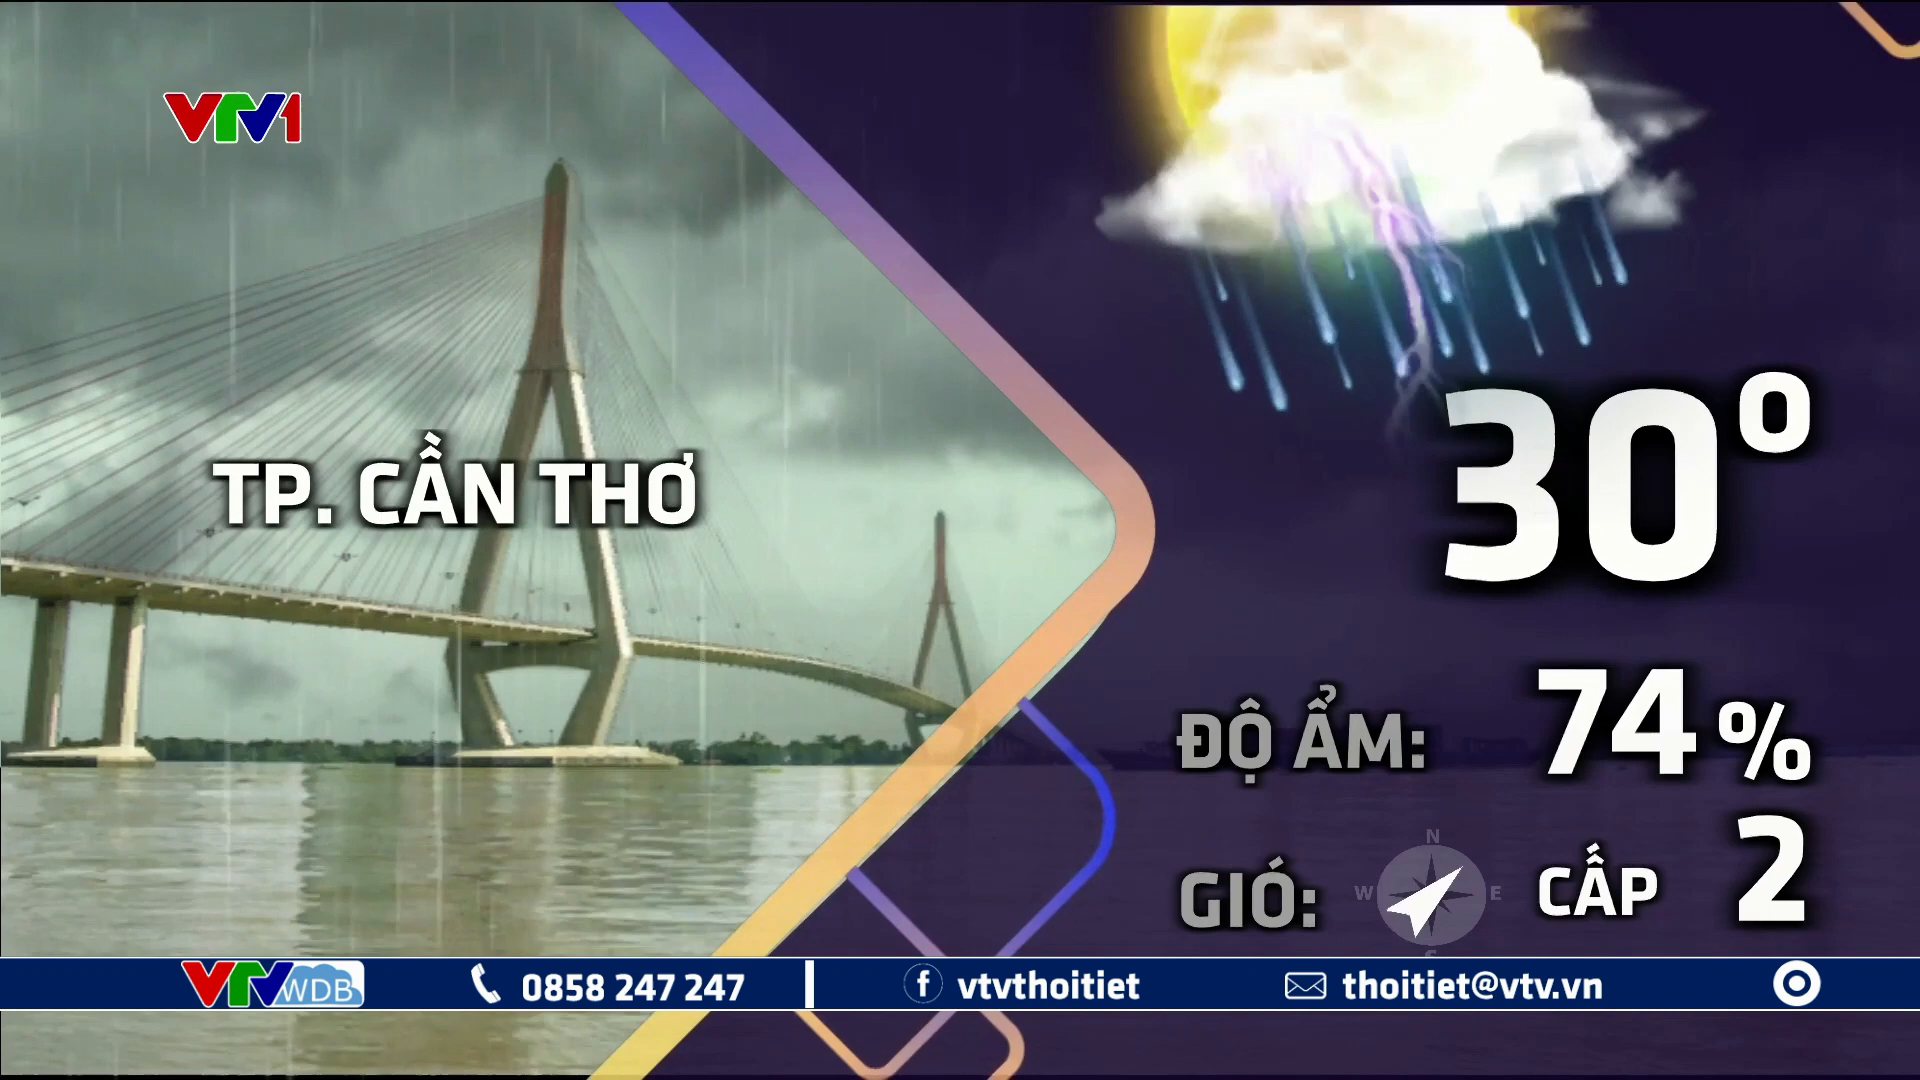 VTV1
TP. CẦN THƠ
30°
ĐỘ ẨM: 74 %
GIÓ: N W E S CẤP 2
VTV WDB 0858 247 247 vtvthoitiet thoitiet@vtv.vn